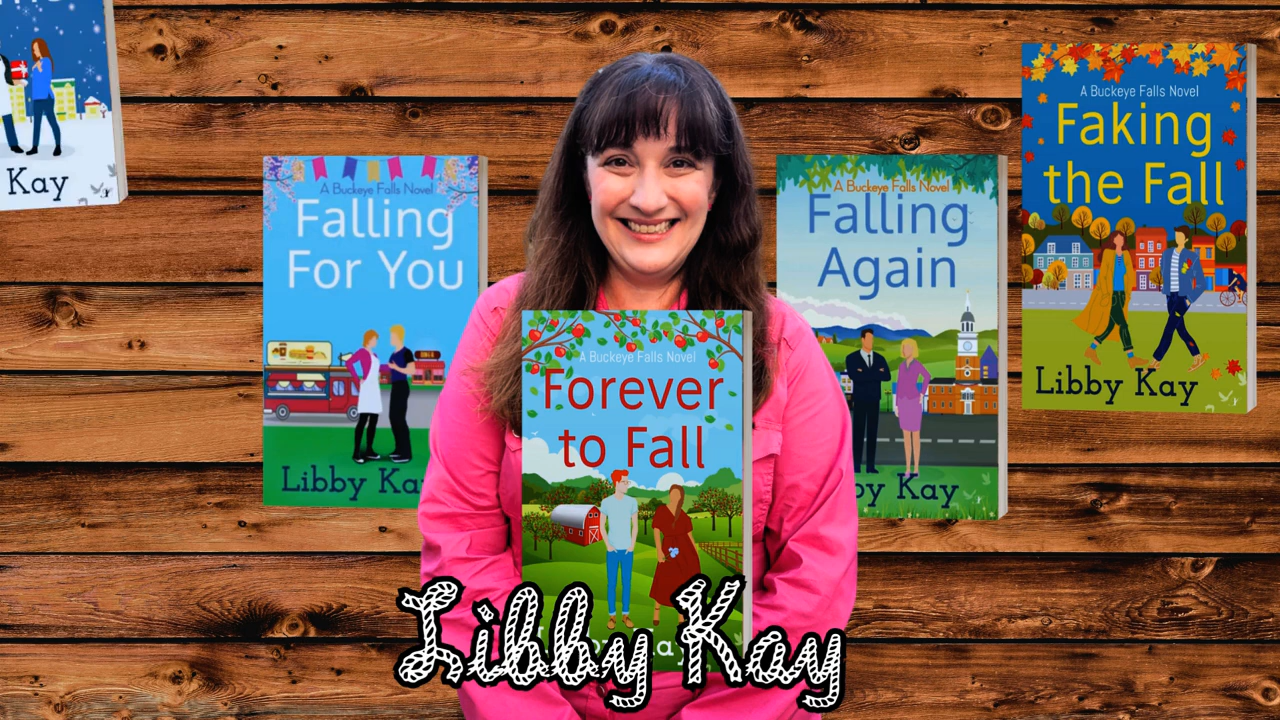 Kay
A Buckeye Falls Novel
Falling
For You
Libby Ka
A Buckeye Falls Novel
Forever
to Fall
A Buckeye Falls Novel
Falling
Again
by Kay
A Buckeye Falls Novel
Faking
the Fall
Libby Kay
Libby Kay